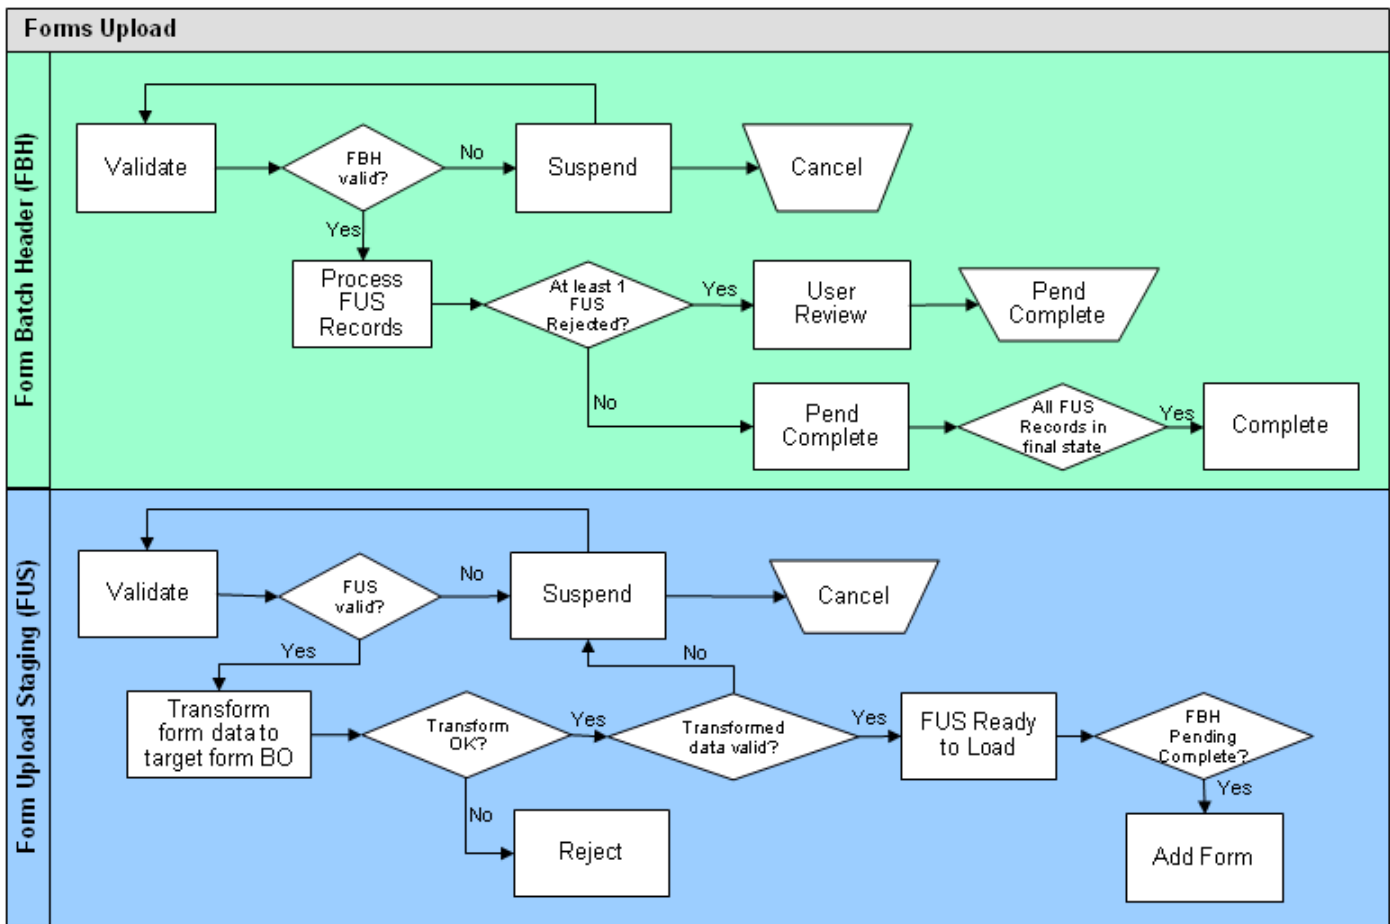 Forms Upload
Form Batch Header (FBH)
Validate
FBH
valid?
No
Suspend
Cancel
Yes
Process
FUS
Records
At least 1
FUS
Rejected?
Yes
User
Review
Pend
Complete
No
Pend
Complete
All FUS
Records in
final state
Yes
Complete
Form Upload Staging (FUS)
Validate
FUS
valid?
No
Suspend
Cancel
Yes
No
Transform
form data to
target form BO
Transform
OK?
Yes
Transformed
data valid?
Yes
FUS Ready
to Load
FBH
Pending
Complete?
No
Reject
Yes
Add Form